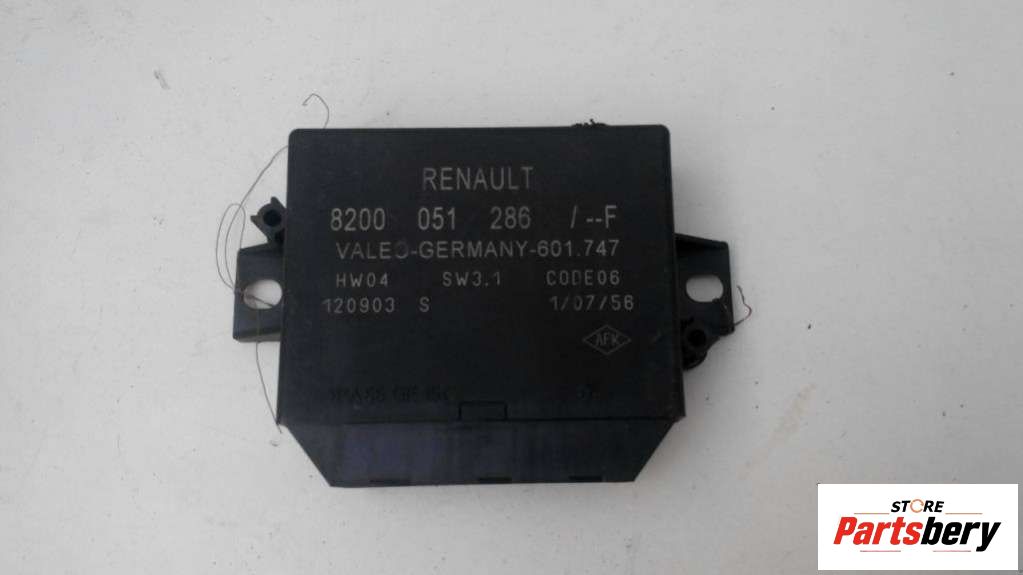 RENAULT
8200 051 286 /--F
VALEO-GERMANY-601.747
HW04 SW3.1 CODE06
120903 S 1/07/56
AFK
STORE
Partsbery